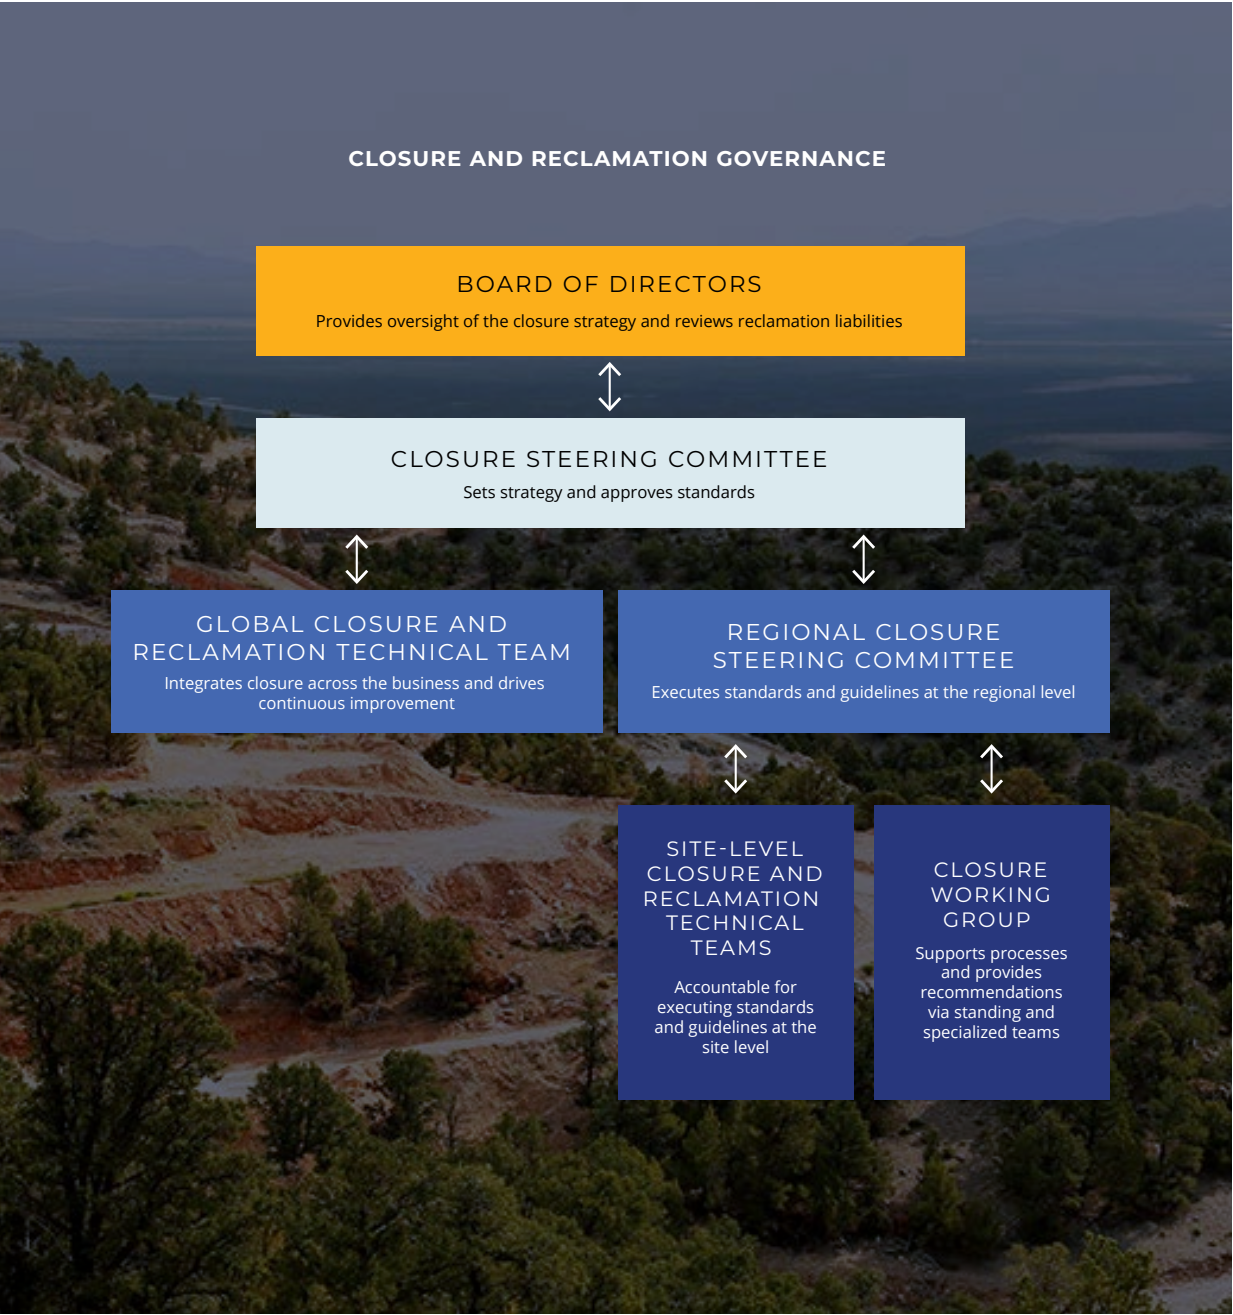 CLOSURE AND RECLAMATION GOVERNANCE
BOARD OF DIRECTORS
Provides oversight of the closure strategy and reviews reclamation liabilities
CLOSURE STEERING COMMITTEE
Sets strategy and approves standards
GLOBAL CLOSURE AND
RECLAMATION TECHNICAL TEAM
Integrates closure across the business and drives
continuous improvement
REGIONAL CLOSURE
STEERING COMMITTEE
Executes standards and guidelines at the regional level
SITE-LEVEL
CLOSURE AND
RECLAMATION
TECHNICAL
TEAMS
Accountable for
executing standards
and guidelines at the
site level
CLOSURE
WORKING
GROUP
Supports processes
and provides
recommendations
via standing and
specialized teams